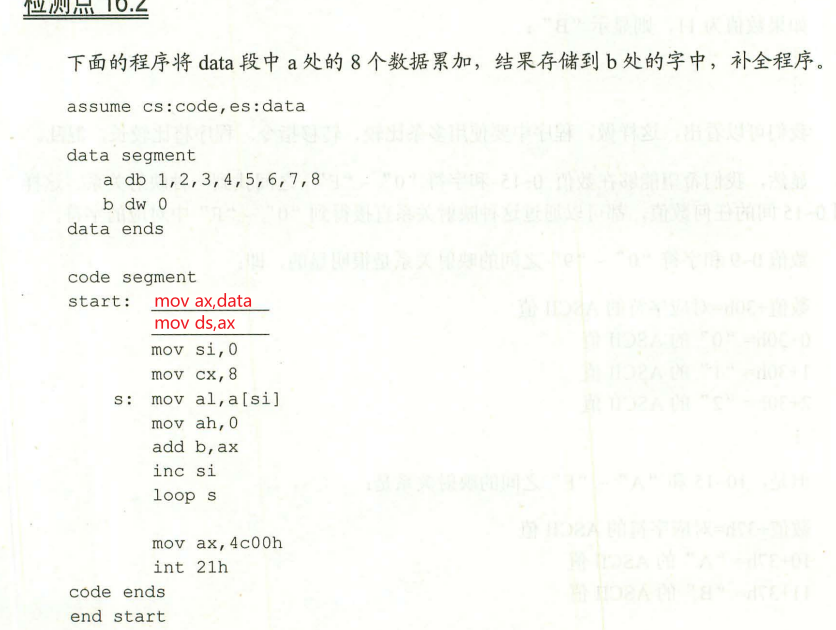 检测点 16.2
下面的程序将 data 段中 a 处的 8 个数据累加，结果存储到 b 处的字中，补全程序。
assume cs:code,es:data
data segment
a db 1,2,3,4,5,6,7,8
b dw 0
data ends
code segment
start: mov ax,data
mov ds,ax
mov si,0
mov cx,8
s: mov al,a[si]
mov ah,0
add b,ax
inc si
loop s
mov ax,4c00h
int 21h
code ends
end start